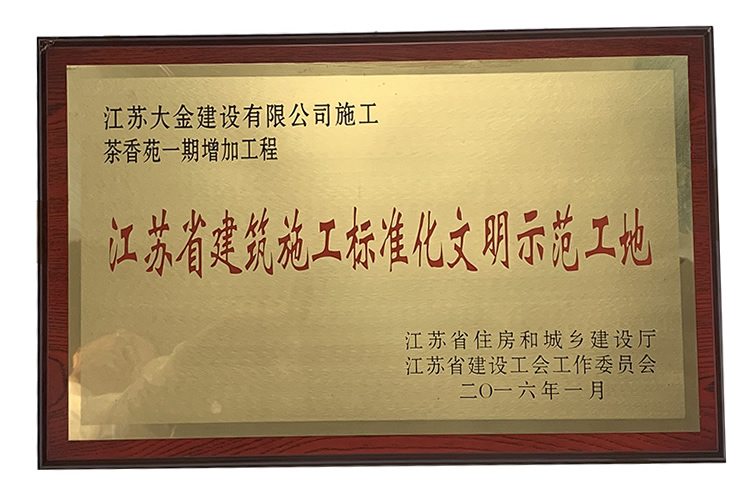 江苏大金建设有限公司施工
茶香苑一期增加工程
江苏省建筑施工标准化文明示范工地
江苏省住房和城乡建设厅
江苏省建设工会工作委员会
二〇一六年一月